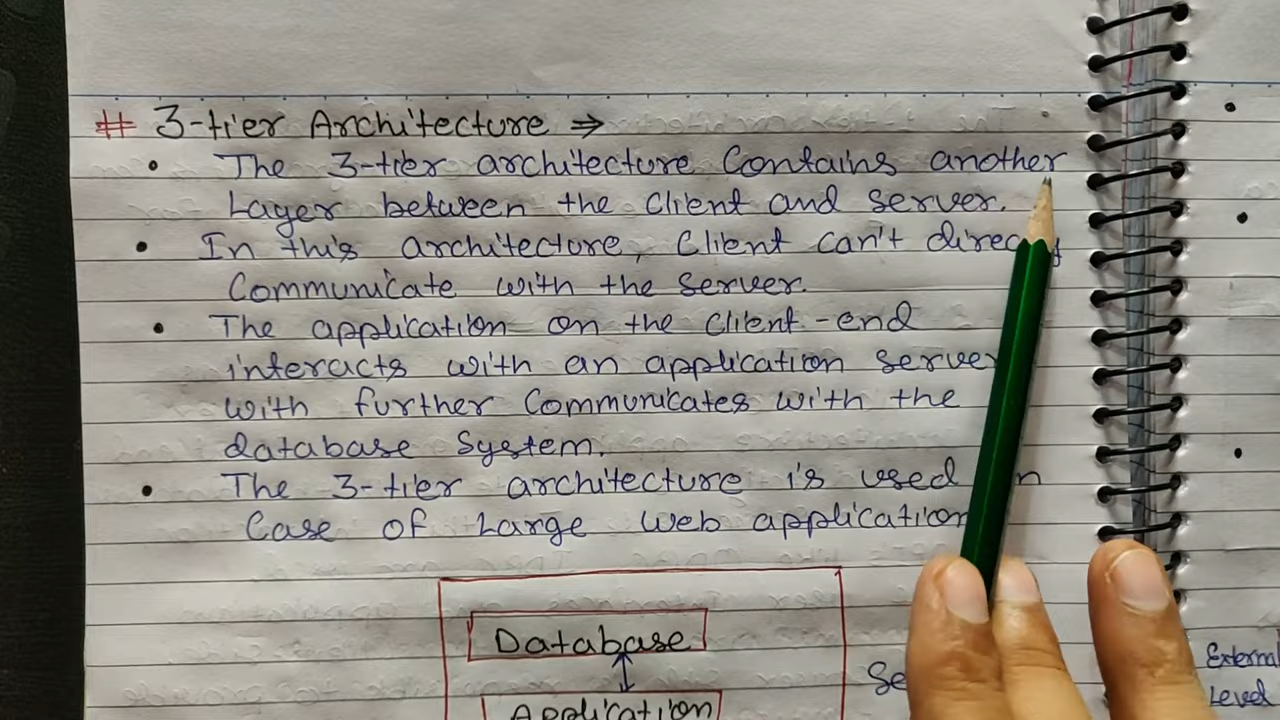 # 3-tier Architecture ⇒
• The 3-tier architecture Contains another
Layer between the Client and Server.
• In this architecture, Client can't
Communicate with the Server.
• The application on the Client-end
interacts with an application
with further Communicates with the
database System.
• The 3-tier architecture is used
Case of Large Web application
Database
Application
External
Level